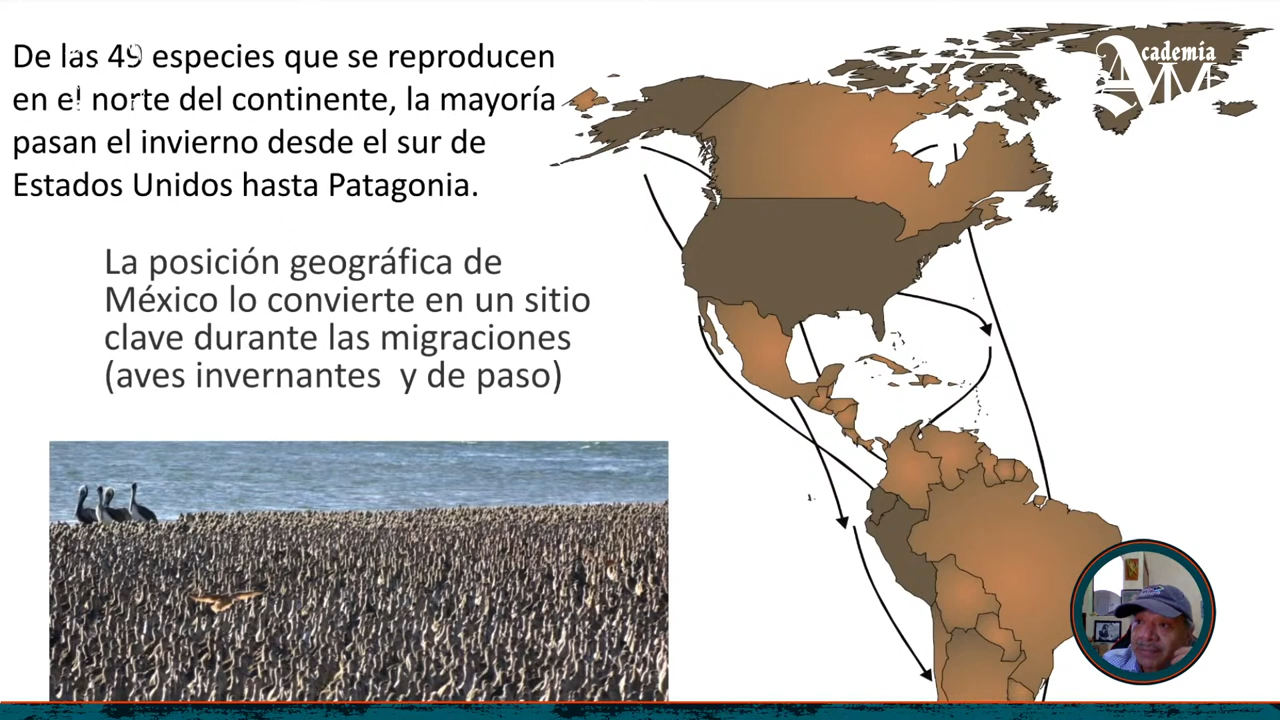 De las 49 especies que se reproducen
en el norte del continente, la mayoría
pasan el invierno desde el sur de
Estados Unidos hasta Patagonia.
La posición geográfica de
México lo convierte en un sitio
clave durante las migraciones
(aves invernantes y de paso)
Academia
AMM